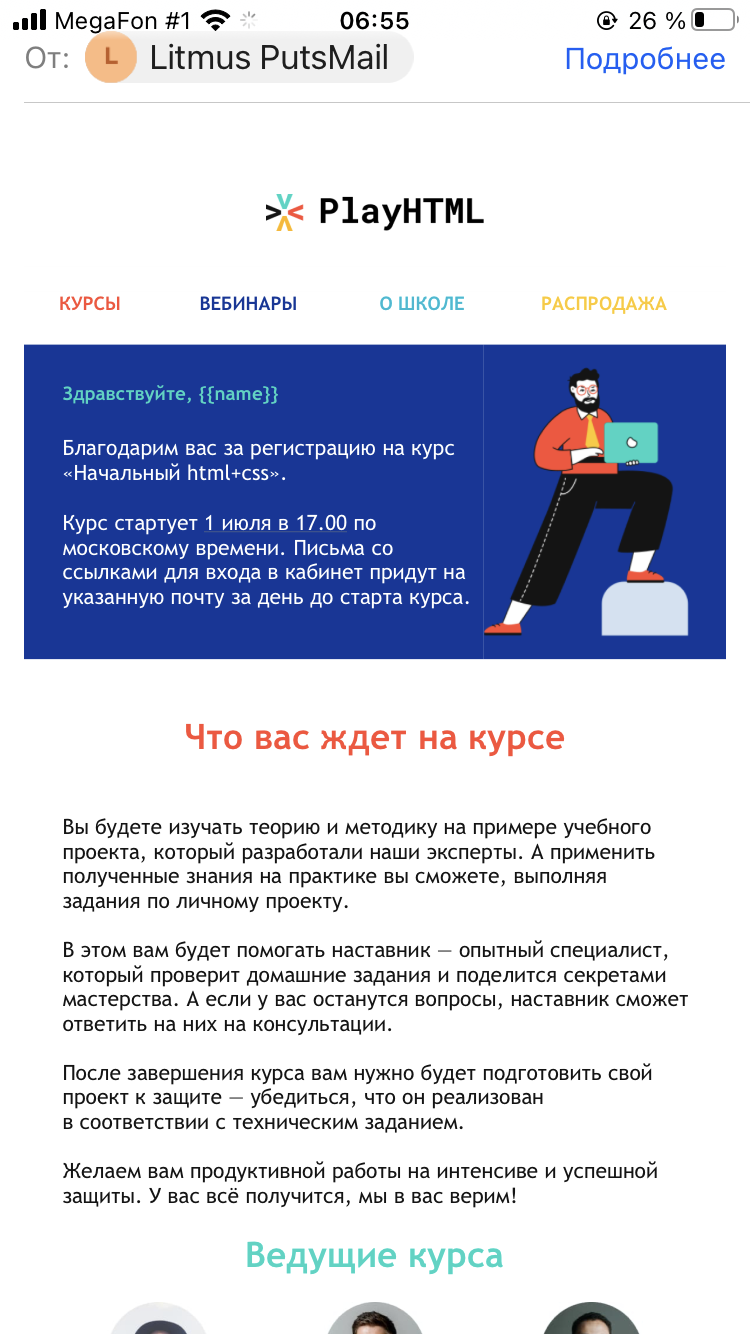 MegaFon #1 06:55 26 %
От: L Litmus PutsMail Подробнее
PlayHTML
КУРСЫ ВЕБИНАРЫ О ШКОЛЕ РАСПРОДАЖА
Здравствуйте, {{name}}
Благодарим вас за регистрацию на курс
«Начальный html+css».
Курс стартует 1 июля в 17.00 по
московскому времени. Письма со
ссылками для входа в кабинет придут на
указанную почту за день до старта курса.
Что вас ждет на курсе
Вы будете изучать теорию и методику на примере учебного
проекта, который разработали наши эксперты. А применить
полученные знания на практике вы сможете, выполняя
задания по личному проекту.
В этом вам будет помогать наставник — опытный специалист,
который проверит домашние задания и поделится секретами
мастерства. А если у вас останутся вопросы, наставник сможет
ответить на них на консультации.
После завершения курса вам нужно будет подготовить свой
проект к защите — убедиться, что он реализован
в соответствии с техническим заданием.
Желаем вам продуктивной работы на интенсиве и успешной
защиты. У вас всё получится, мы в вас верим!
Ведущие курса